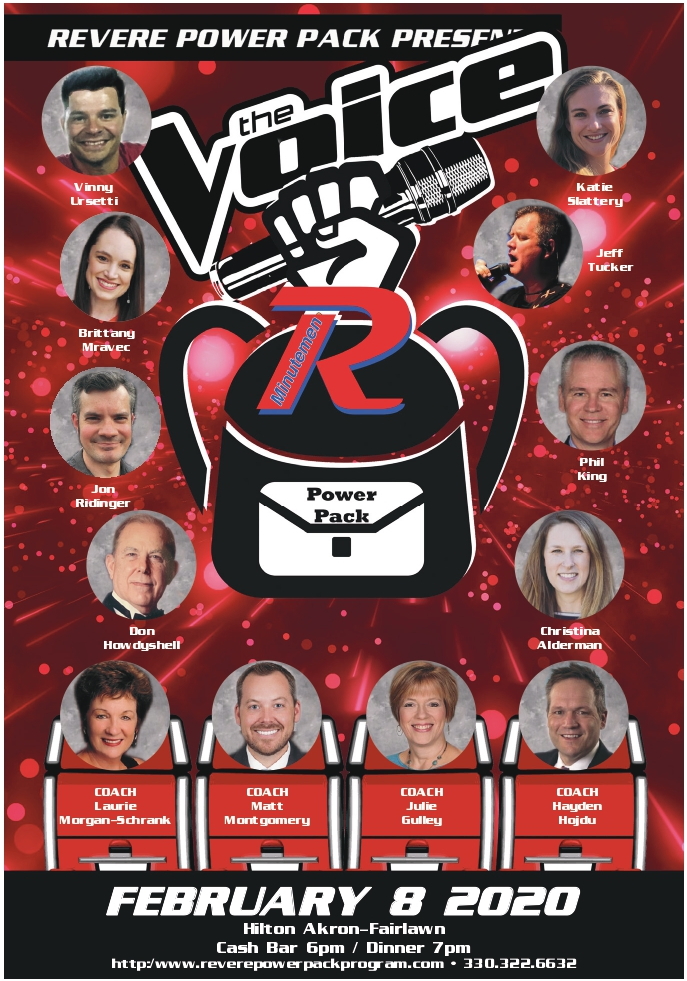 REVERE POWER PACK PRESENT
the
Voice
Vinny
Ursetti
Katie
Slattery
Jeff
Tucker
Brittany
Mravec
Minutemen
R
Phil
King
Jon
Ridinger
Power
Pack
Don
Howdyshell
Christina
Alderman
COACH
Laurie
Morgan-Schrank
COACH
Matt
Montgomery
COACH
Julie
Gulley
COACH
Hayden
Hojdu
FEBRUARY 8 2020
Hilton Akron-Fairlawn
Cash Bar 6pm / Dinner 7pm
http:/www.reverepowerpackprogram.com • 330.322.6632